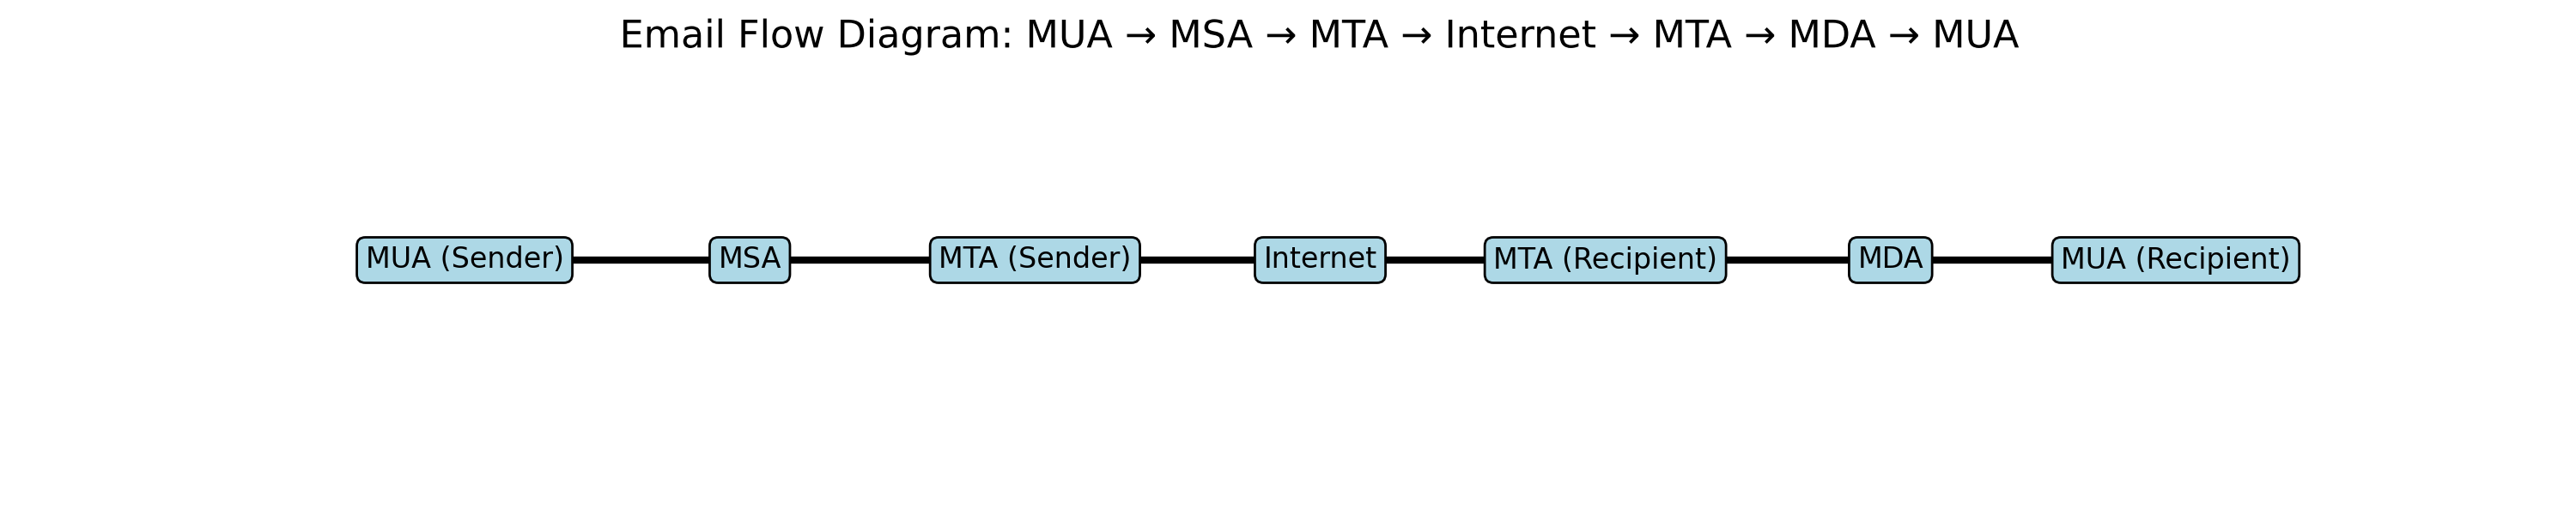 Email Flow Diagram: MUA → MSA → MTA → Internet → MTA → MDA → MUA
MUA (Sender) MSA MTA (Sender) Internet MTA (Recipient) MDA MUA (Recipient)